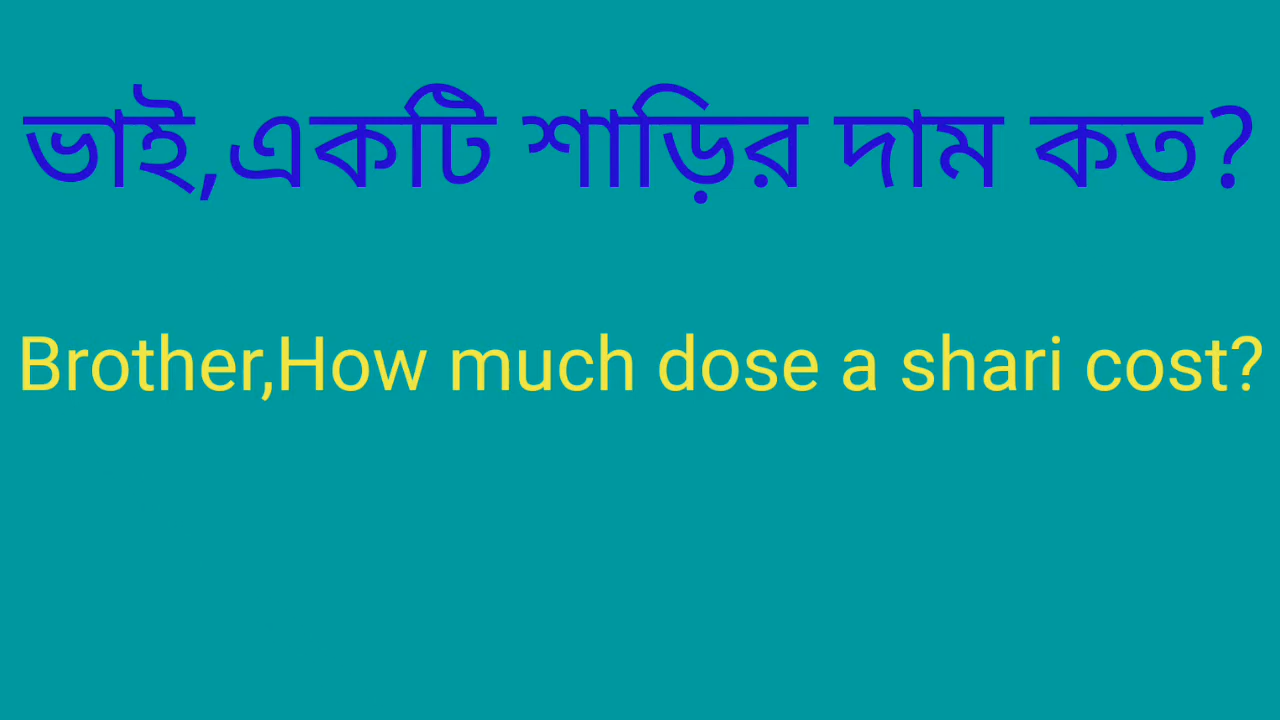 ভাই,একটি শাড়ির দাম কত?
Brother,How much dose a shari cost?